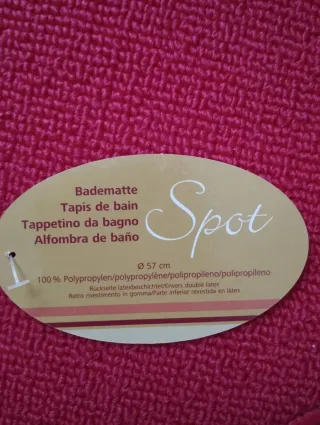 Badematte
Tapis de bain
Tappetino da bagno
Alfombra de baño
Spot
Ø 57 cm
100 % Polypropylen/polypropylène/polipropileno/polipropileno
Rückseite latexbeschichtet/Envers double latex
Retro rivestimento in gomma/Parte inferior revestida en látex